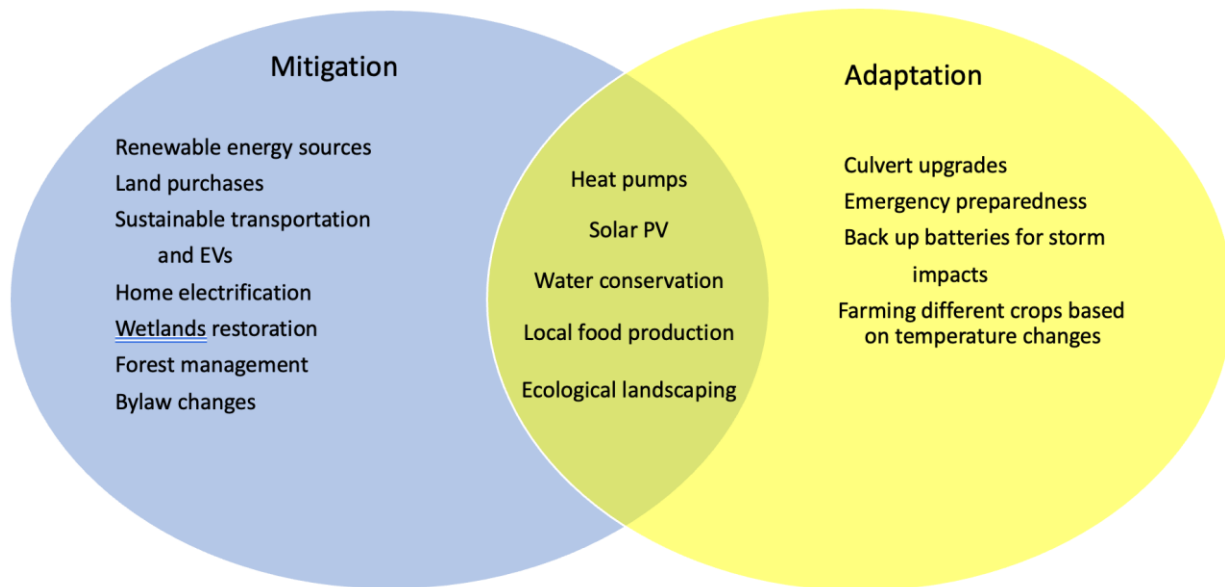 Mitigation
Renewable energy sources
Land purchases
Sustainable transportation
and EVs
Home electrification
Wetlands restoration
Forest management
Bylaw changes
Heat pumps
Solar PV
Water conservation
Local food production
Ecological landscaping
Adaptation
Culvert upgrades
Emergency preparedness
Back up batteries for storm
impacts
Farming different crops based
on temperature changes